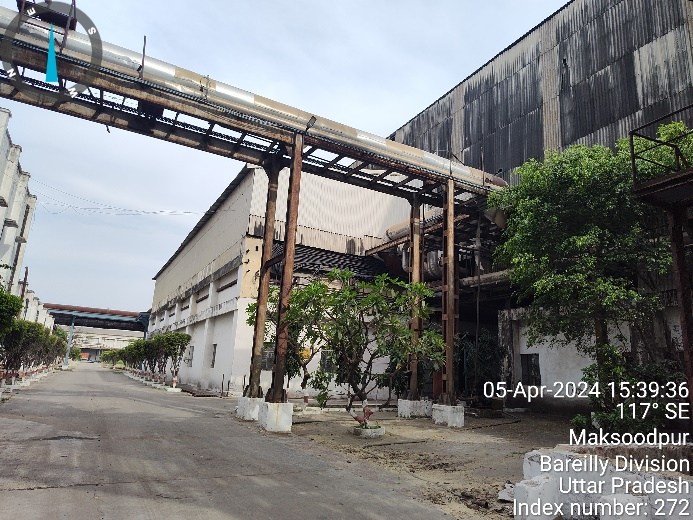 S
05-Apr-2024 15:39:36
117° SE
Maksoodpur
Bareilly Division
Uttar Pradesh
Index number: 272